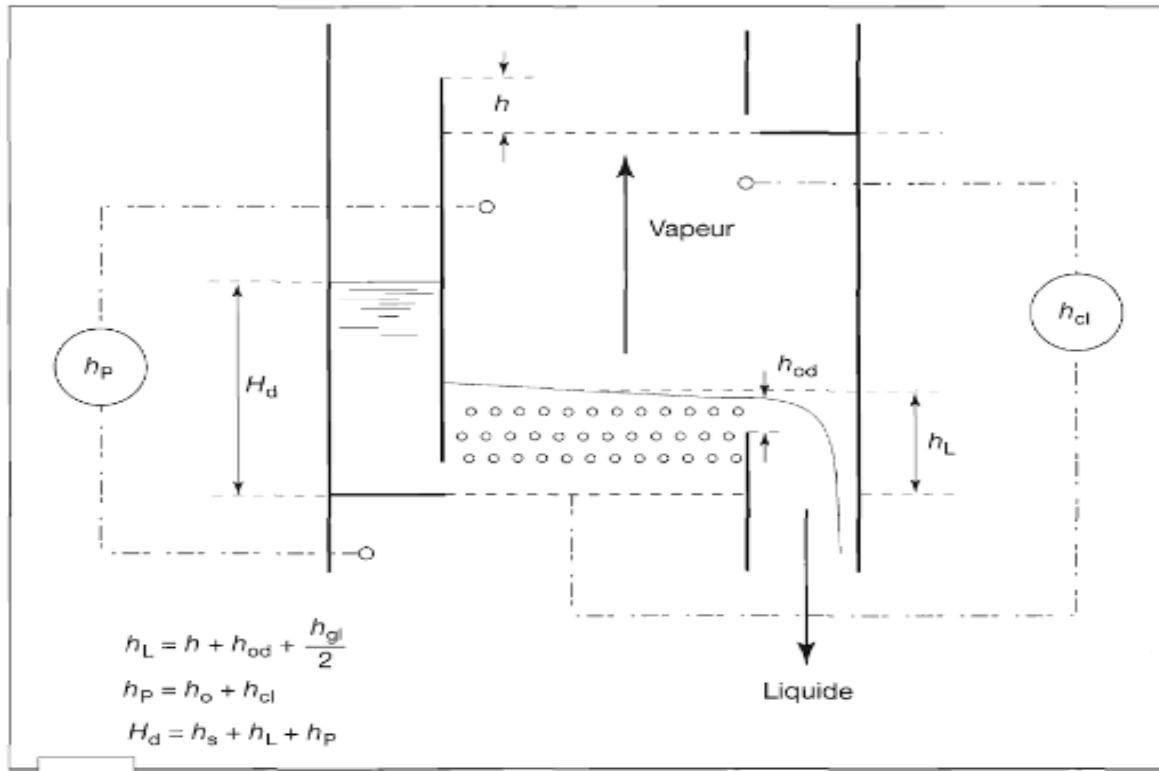 h
Vapeur
h_P
H_d
h_od
h_cl
h_L
h_L = h + h_od + h_gl/2
h_P = h_o + h_cl
H_d = h_s + h_L + h_P
Liquide